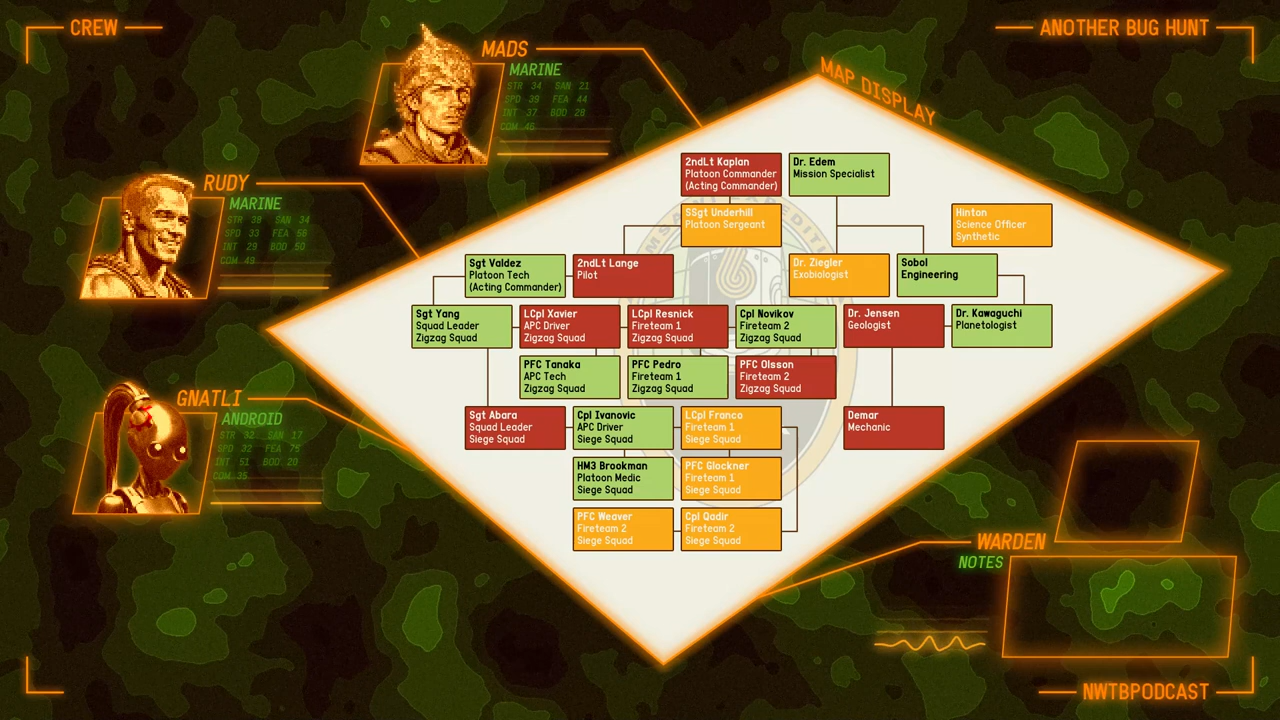 CREW
ANOTHER BUG HUNT
MADS
MARINE
STR 34 SAN 21
SPD 39 FEA 44
INT 37 BOD 28
COM 46
MAP DISPLAY
RUDY
MARINE
STR 38 SAN 34
SPD 33 FEA 58
INT 29 BOD 50
COM 49
GNATLI
ANDROID
STR 32 SAN 17
SPD 32 FEA 75
INT 51 BOD 20
COM 35
2ndLt Kaplan
Platoon Commander
(Acting Commander)
Dr. Edem
Mission Specialist
SSgt Underhill
Platoon Sergeant
Hinton
Science Officer
Synthetic
Sgt Valdez
Platoon Tech
(Acting Commander)
2ndLt Lange
Pilot
Dr. Ziegler
Exobiologist
Sobol
Engineering
Sgt Yang
Squad Leader
Zigzag Squad
LCpl Xavier
APC Driver
Zigzag Squad
LCpl Resnick
Fireteam 1
Zigzag Squad
Cpl Novikov
Fireteam 2
Zigzag Squad
Dr. Jensen
Geologist
Dr. Kawaguchi
Planetologist
PFC Tanaka
APC Tech
Zigzag Squad
PFC Pedro
Fireteam 1
Zigzag Squad
PFC Olsson
Fireteam 2
Zigzag Squad
Sgt Abara
Squad Leader
Siege Squad
Cpl Ivanovic
APC Driver
Siege Squad
LCpl Franco
Fireteam 1
Siege Squad
Demar
Mechanic
HM3 Brookman
Platoon Medic
Siege Squad
PFC Glockner
Fireteam 1
Siege Squad
PFC Weaver
Fireteam 2
Siege Squad
Cpl Qadir
Fireteam 2
Siege Squad
WARDEN
NOTES
NWTBPODCAST